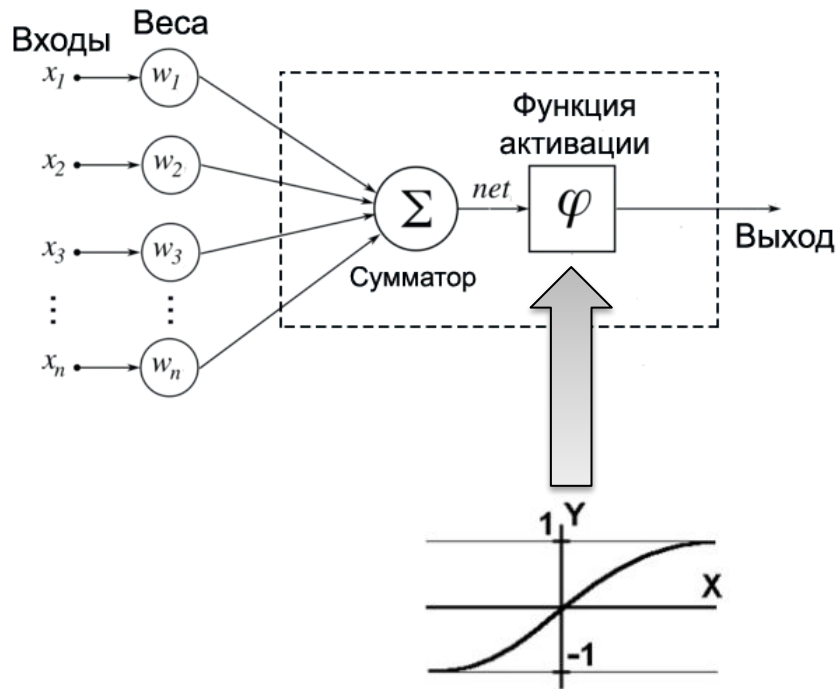 Входы
Веса
x1
w1
x2
w2
x3
w3
xn
wn
Σ
Сумматор
net
Функция
активации
φ
Выход
1
Y
X
-1